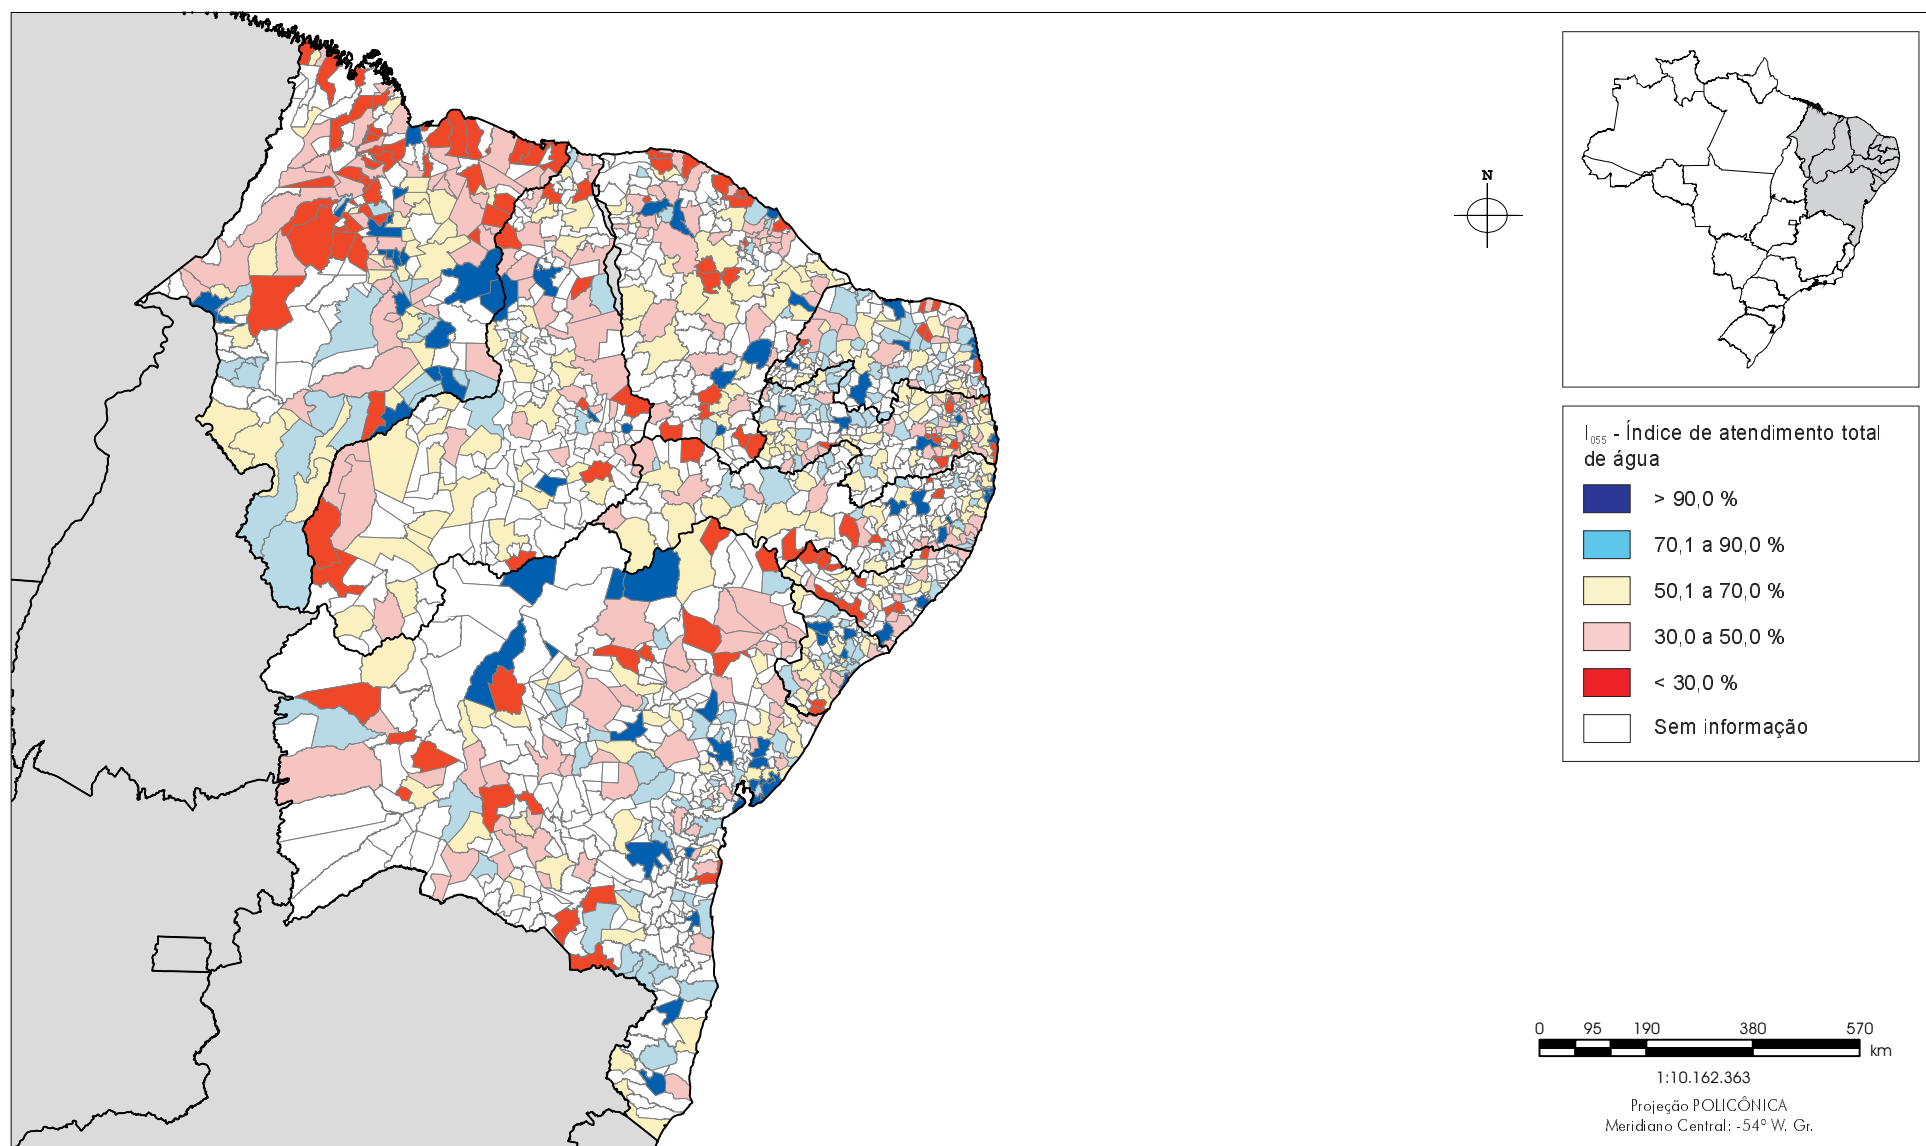 N
I055 - Índice de atendimento total
de água
> 90,0 %
70,1 a 90,0 %
50,1 a 70,0 %
30,0 a 50,0 %
< 30,0 %
Sem informação
0 95 190 380 570
km
1:10.162.363
Projeção POLICÔNICA
Meridiano Central: -54º W. Gr.